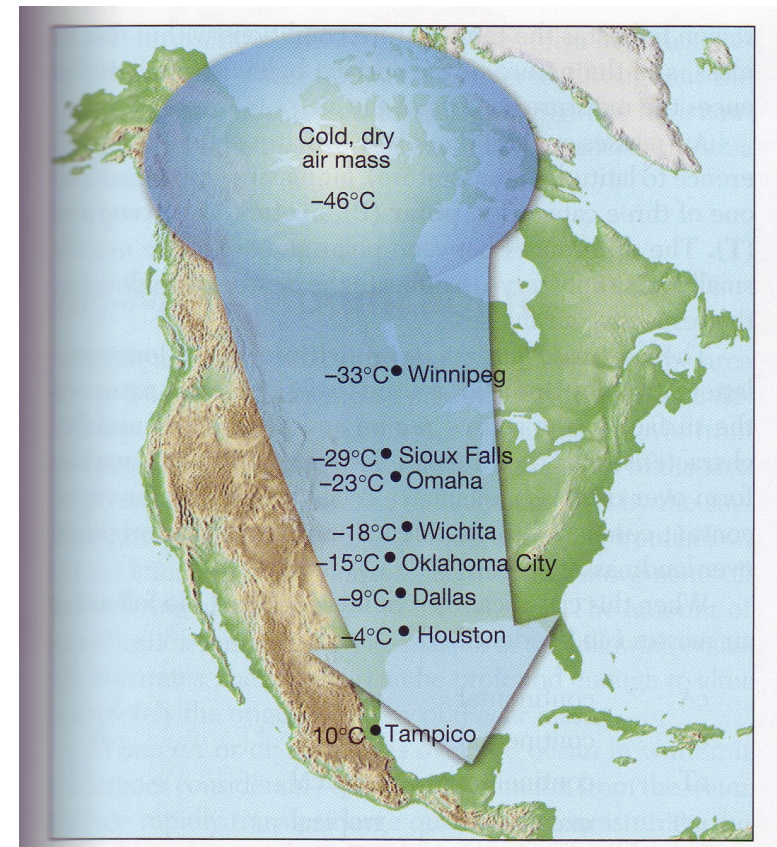 Cold, dry
air mass
–46°C
–33°C Winnipeg
–29°C Sioux Falls
–23°C Omaha
–18°C Wichita
–15°C Oklahoma City
–9°C Dallas
–4°C Houston
10°C Tampico